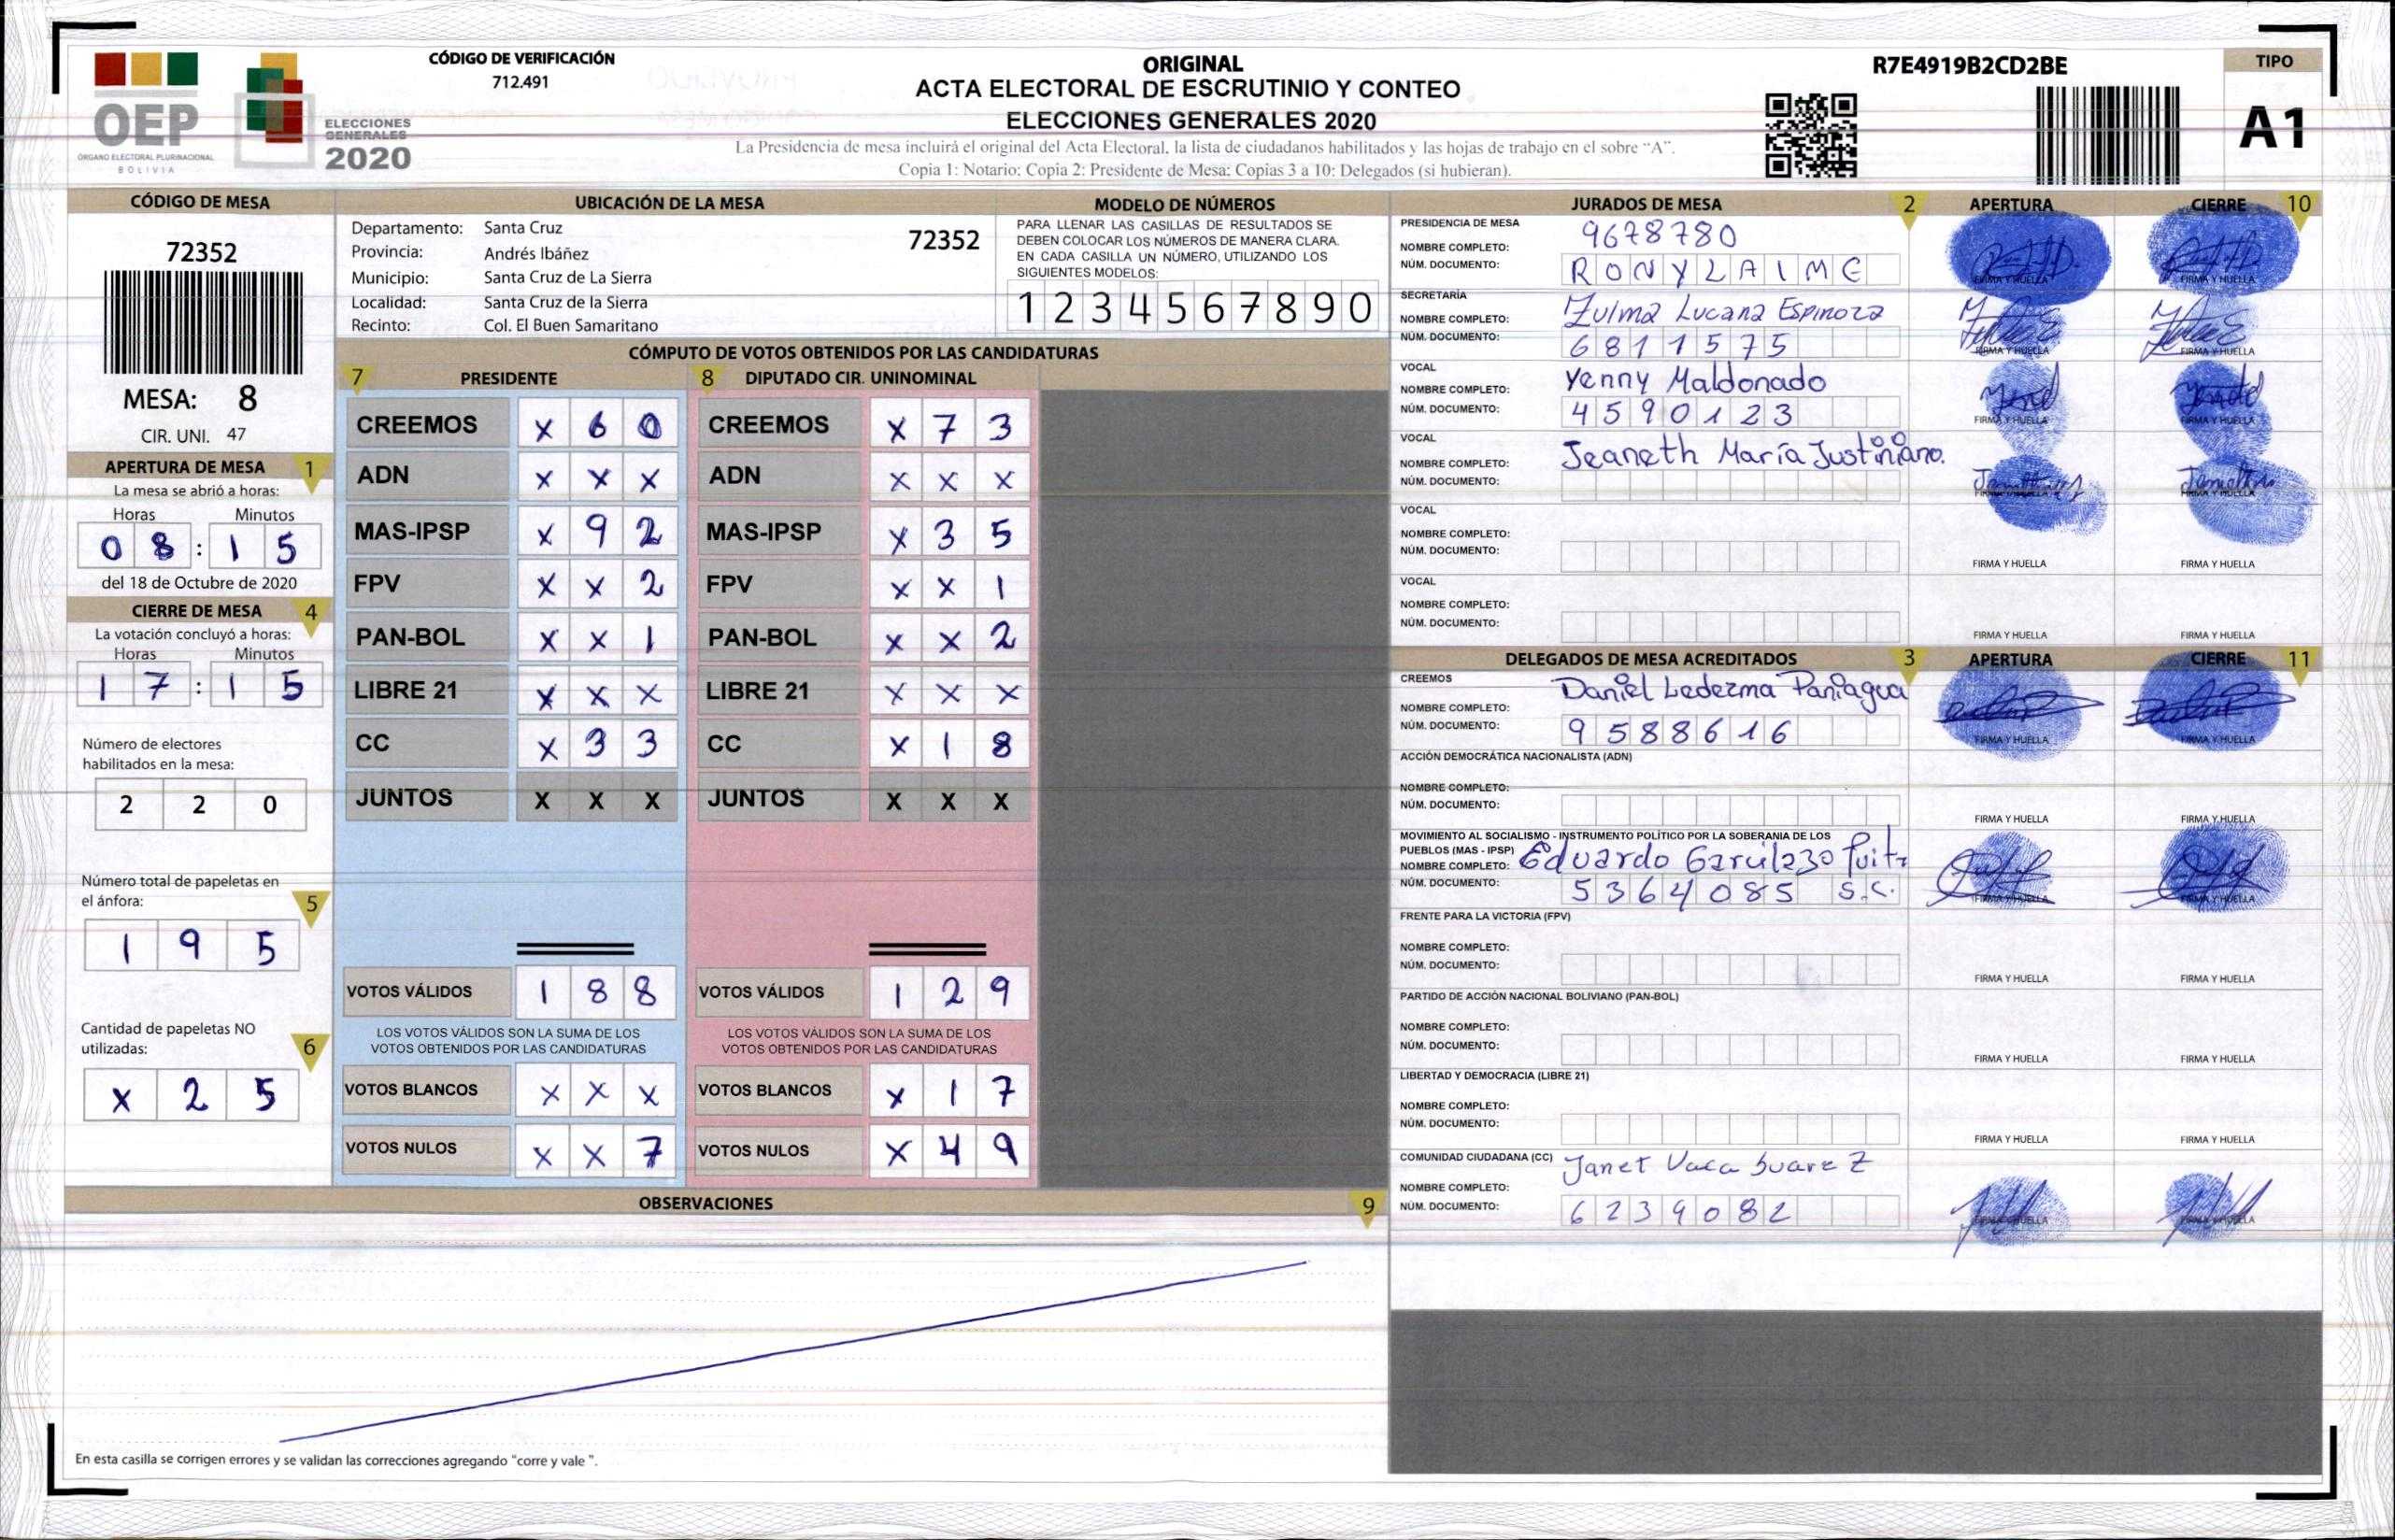 OEP
ÓRGANO ELECTORAL PLURINACIONAL
BOLIVIA
ELECCIONES
GENERALES
2020
CÓDIGO DE VERIFICACIÓN
712.491
ORIGINAL
ACTA ELECTORAL DE ESCRUTINIO Y CONTEO
ELECCIONES GENERALES 2020
La Presidencia de mesa incluirá el original del Acta Electoral, la lista de ciudadanos habilitados y las hojas de trabajo en el sobre “A”.
Copia 1: Notario; Copia 2: Presidente de Mesa; Copias 3 a 10: Delegados (si hubieran).
R7E4919B2CD2BE
TIPO
A1
CÓDIGO DE MESA
72352
MESA: 8
CIR. UNI. 47
APERTURA DE MESA 1
La mesa se abrió a horas:
Horas Minutos
08 : 15
del 18 de Octubre de 2020
CIERRE DE MESA 4
La votación concluyó a horas:
Horas Minutos
17 : 15
Número de electores
habilitados en la mesa:
2 2 0
Número total de papeletas en
el ánfora: 5
1 9 5
Cantidad de papeletas NO
utilizadas: 6
x 2 5
UBICACIÓN DE LA MESA
Departamento: Santa Cruz
Provincia: Andrés Ibáñez
Municipio: Santa Cruz de La Sierra
Localidad: Santa Cruz de la Sierra
Recinto: Col. El Buen Samaritano
72352
MODELO DE NÚMEROS
PARA LLENAR LAS CASILLAS DE RESULTADOS SE
DEBEN COLOCAR LOS NÚMEROS DE MANERA CLARA.
EN CADA CASILLA UN NÚMERO, UTILIZANDO LOS
SIGUIENTES MODELOS:
1 2 3 4 5 6 7 8 9 0
CÓMPUTO DE VOTOS OBTENIDOS POR LAS CANDIDATURAS
7 PRESIDENTE 8 DIPUTADO CIR. UNINOMINAL
CREEMOS x 6 0 CREEMOS x 7 3
ADN x x x ADN x x x
MAS-IPSP x 9 2 MAS-IPSP x 3 5
FPV x x 2 FPV x x 1
PAN-BOL x x 1 PAN-BOL x x 2
LIBRE 21 x x x LIBRE 21 x x x
CC x 3 3 CC x 1 8
JUNTOS X X X JUNTOS X X X
VOTOS VÁLIDOS 1 8 8 VOTOS VÁLIDOS 1 2 9
LOS VOTOS VÁLIDOS SON LA SUMA DE LOS LOS VOTOS VÁLIDOS SON LA SUMA DE LOS
VOTOS OBTENIDOS POR LAS CANDIDATURAS VOTOS OBTENIDOS POR LAS CANDIDATURAS
VOTOS BLANCOS x x x VOTOS BLANCOS x 1 7
VOTOS NULOS x x 7 VOTOS NULOS x 4 9
OBSERVACIONES 9
En esta casilla se corrigen errores y se validan las correcciones agregando "corre y vale ".
JURADOS DE MESA 2 APERTURA CIERRE 10
PRESIDENCIA DE MESA
NOMBRE COMPLETO: 9678780
NÚM. DOCUMENTO: RONYLAIME
FIRMA Y HUELLA FIRMA Y HUELLA
SECRETARÍA
NOMBRE COMPLETO: Zulma Lucana Espinoza
NÚM. DOCUMENTO: 6811575
FIRMA Y HUELLA FIRMA Y HUELLA
VOCAL
NOMBRE COMPLETO: Yenny Maldonado
NÚM. DOCUMENTO: 4590123
FIRMA Y HUELLA FIRMA Y HUELLA
VOCAL
NOMBRE COMPLETO: Jeaneth María Justiniano.
NÚM. DOCUMENTO:
FIRMA Y HUELLA FIRMA Y HUELLA
VOCAL
NOMBRE COMPLETO:
NÚM. DOCUMENTO:
FIRMA Y HUELLA FIRMA Y HUELLA
VOCAL
NOMBRE COMPLETO:
NÚM. DOCUMENTO:
FIRMA Y HUELLA FIRMA Y HUELLA
DELEGADOS DE MESA ACREDITADOS 3 APERTURA CIERRE 11
CREEMOS
NOMBRE COMPLETO: Daniel Ledezma Paniagua
NÚM. DOCUMENTO: 9588616
FIRMA Y HUELLA FIRMA Y HUELLA
ACCIÓN DEMOCRÁTICA NACIONALISTA (ADN)
NOMBRE COMPLETO:
NÚM. DOCUMENTO:
FIRMA Y HUELLA FIRMA Y HUELLA
MOVIMIENTO AL SOCIALISMO - INSTRUMENTO POLÍTICO POR LA SOBERANIA DE LOS
PUEBLOS (MAS - IPSP)
NOMBRE COMPLETO: Eduardo
NÚM. DOCUMENTO: 5364085 S.C.
FIRMA Y HUELLA FIRMA Y HUELLA
FRENTE PARA LA VICTORIA (FPV)
NOMBRE COMPLETO:
NÚM. DOCUMENTO:
FIRMA Y HUELLA FIRMA Y HUELLA
PARTIDO DE ACCIÓN NACIONAL BOLIVIANO (PAN-BOL)
NOMBRE COMPLETO:
NÚM. DOCUMENTO:
FIRMA Y HUELLA FIRMA Y HUELLA
LIBERTAD Y DEMOCRACIA (LIBRE 21)
NOMBRE COMPLETO:
NÚM. DOCUMENTO:
FIRMA Y HUELLA FIRMA Y HUELLA
COMUNIDAD CIUDADANA (CC) Janet Vaca Suarez
NOMBRE COMPLETO:
NÚM. DOCUMENTO: 6239082
FIRMA Y HUELLA FIRMA Y HUELLA